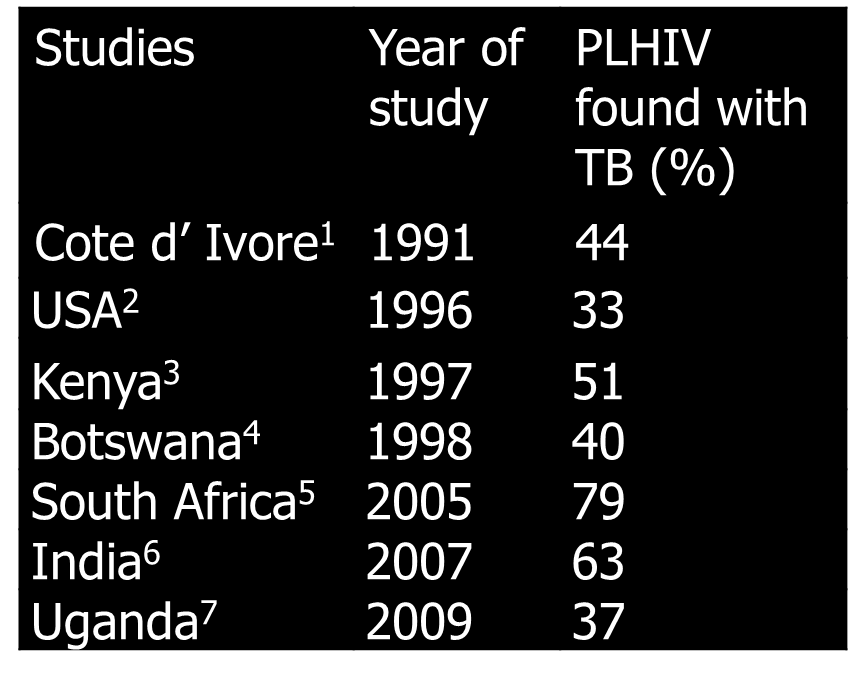 Studies Year of study PLHIV found with TB (%)
Cote d’ Ivore¹ 1991 44
USA² 1996 33
Kenya³ 1997 51
Botswana⁴ 1998 40
South Africa⁵ 2005 79
India⁶ 2007 63
Uganda⁷ 2009 37